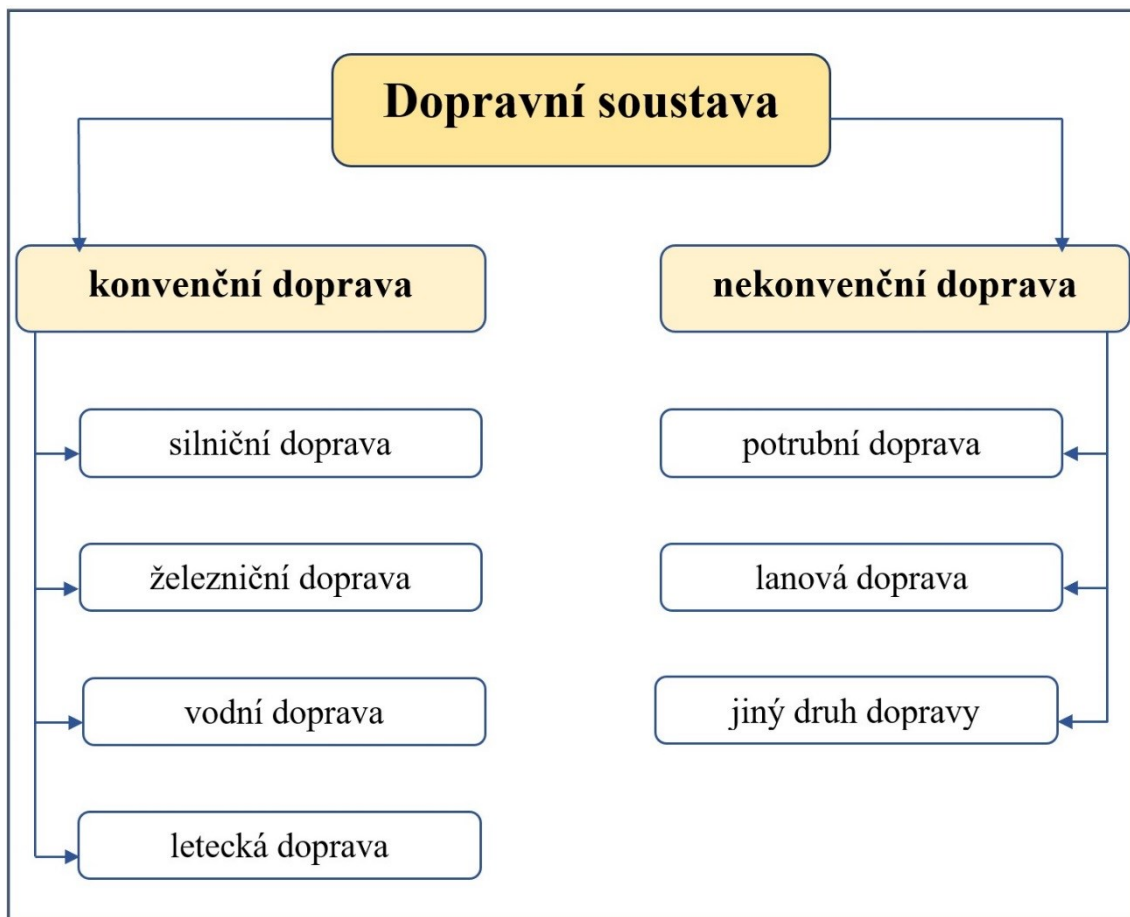 Dopravní soustava
konvenční doprava
silniční doprava
železniční doprava
vodní doprava
letecká doprava
nekonvenční doprava
potrubní doprava
lanová doprava
jiný druh dopravy